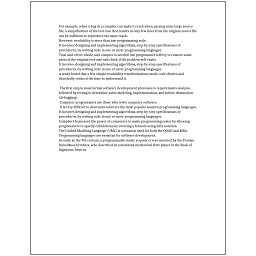 For example, when a bug in a compiler can make it crash when parsing some large source
file, a simplification of the test case that results in only few lines from the original source file
can be sufficient to reproduce the same crash.
However, readability is more than just programming style.
It involves designing and implementing algorithms, step-by-step specifications of
procedures, by writing code in one or more programming languages.
Trial-and-error/divide-and-conquer is needed: the programmer will try to remove some
parts of the original test case and check if the problem still exists.
It involves designing and implementing algorithms, step-by-step specifications of
procedures, by writing code in one or more programming languages.
A study found that a few simple readability transformations made code shorter and
drastically reduced the time to understand it.
The first step in most formal software development processes is requirements analysis,
followed by testing to determine value modeling, implementation, and failure elimination
(debugging).
Computer programmers are those who write computer software.
It is very difficult to determine what are the most popular modern programming languages.
It involves designing and implementing algorithms, step-by-step specifications of
procedures, by writing code in one or more programming languages.
Compilers harnessed the power of computers to make programming easier by allowing
programmers to specify calculations by entering a formula using infix notation.
The Unified Modeling Language (UML) is a notation used for both the OOAD and MDA.
Programming languages are essential for software development.
As early as the 9th century, a programmable music sequencer was invented by the Persian
Banu Musa brothers, who described an automated mechanical flute player in the Book of
Ingenious Devices.